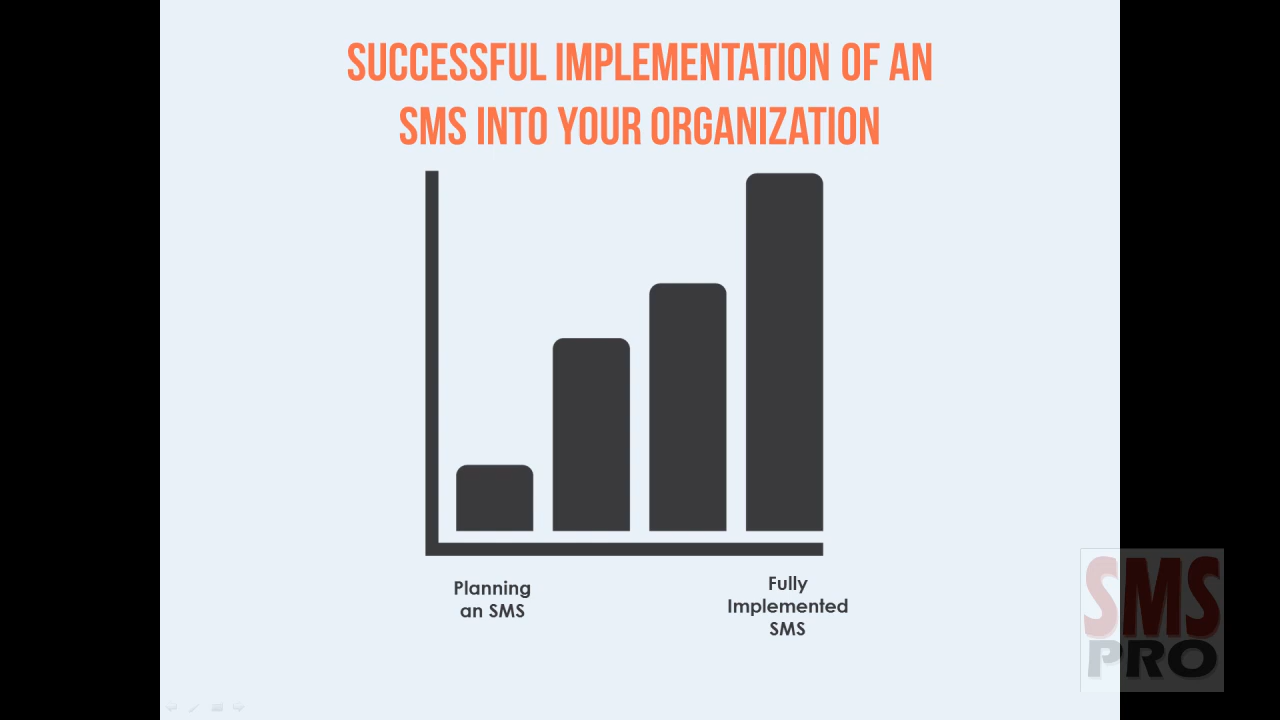 SUCCESSFUL IMPLEMENTATION OF AN
SMS INTO YOUR ORGANIZATION
Planning
an SMS
Fully
Implemented
SMS
SMS
PRO